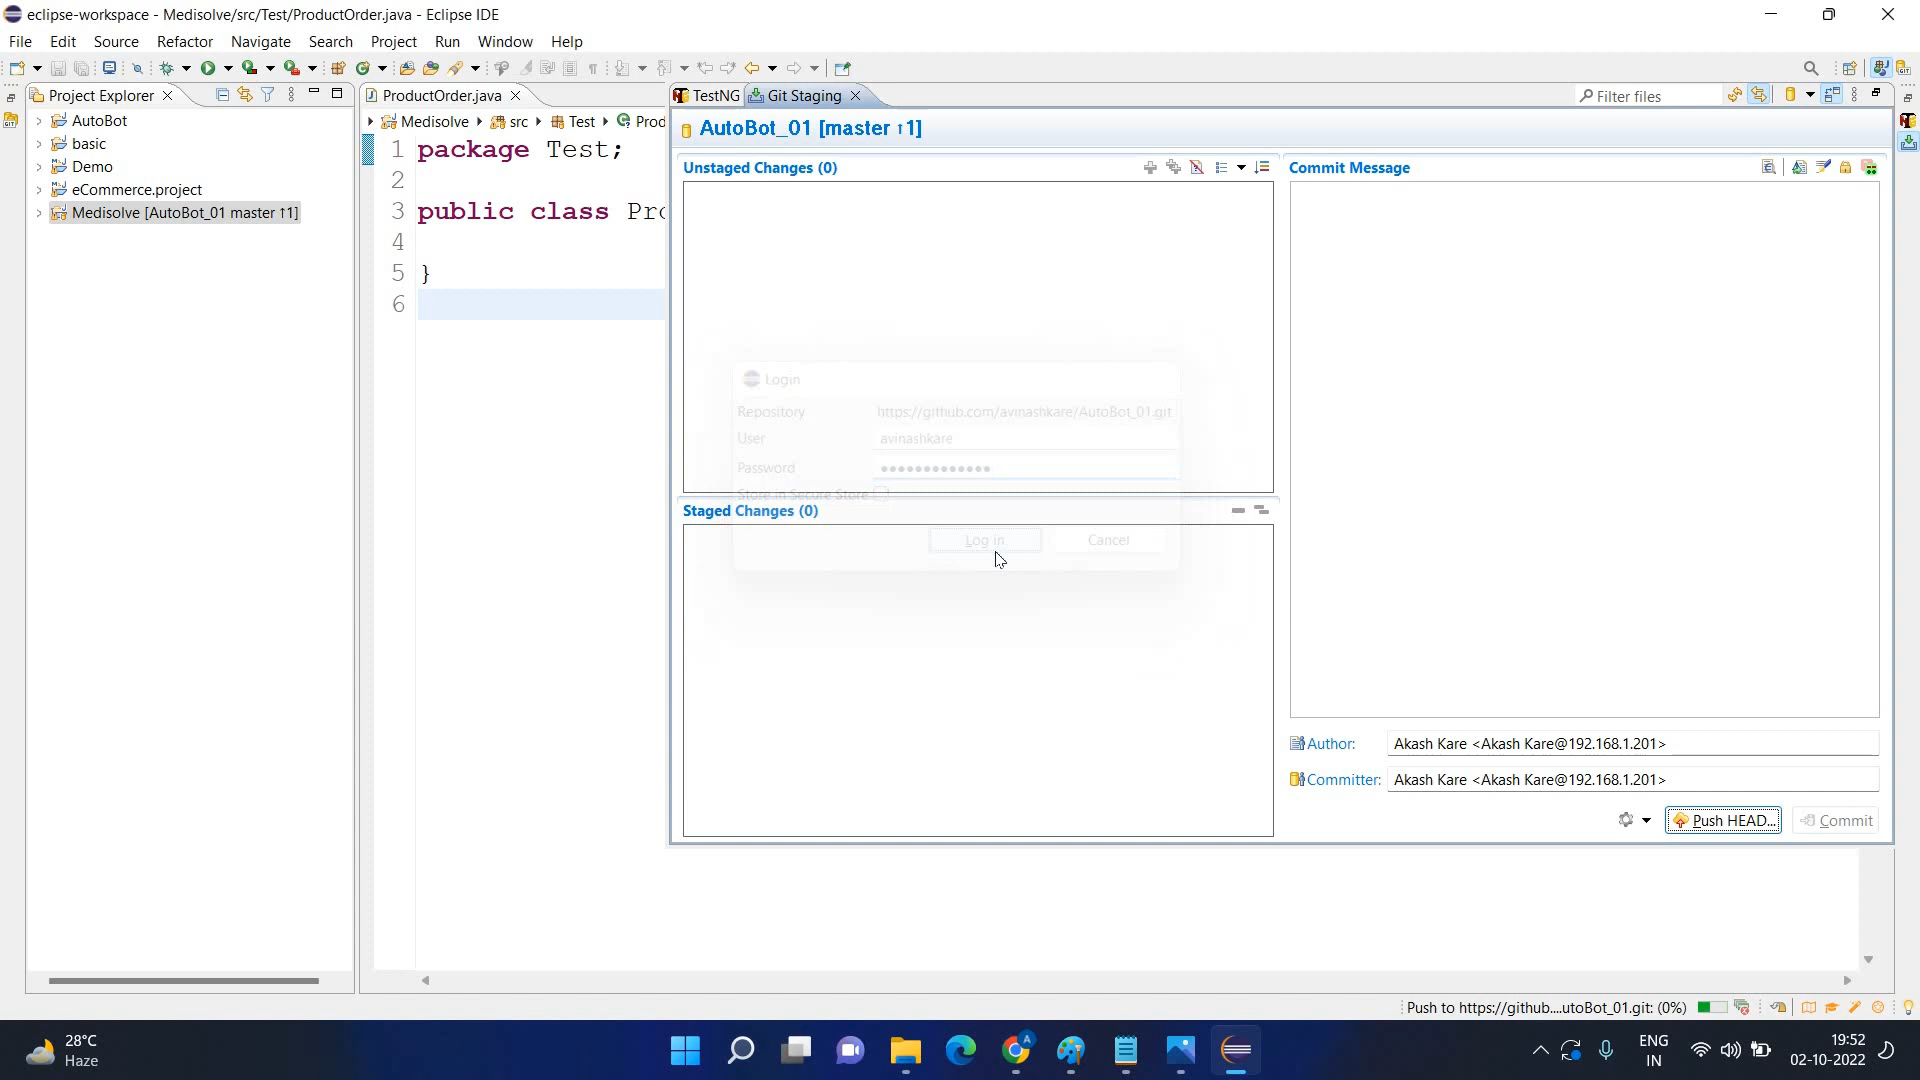 eclipse-workspace - Medisolve/src/Test/ProductOrder.java - Eclipse IDE
File Edit Source Refactor Navigate Search Project Run Window Help
Project Explorer
ProductOrder.java
TestNG
Git Staging
Filter files
AutoBot
basic
Demo
eCommerce.project
Medisolve [AutoBot_01 master ↑1]
Medisolve src Test Prod
1 package Test;
2
3 public class Pro
4
5 }
6
AutoBot_01 [master ↑1]
Unstaged Changes (0)
Commit Message
Login
Repository https://github.com/avinashkare/AutoBot_01.git
User avinashkare
Password •••••••••••••
Store in Secure Store
Log in Cancel
Staged Changes (0)
Author: Akash Kare <Akash Kare@192.168.1.201>
Committer: Akash Kare <Akash Kare@192.168.1.201>
Push HEAD... Commit
Push to https://github....utoBot_01.git: (0%)
28°C
Haze
ENG
IN
19:52
02-10-2022